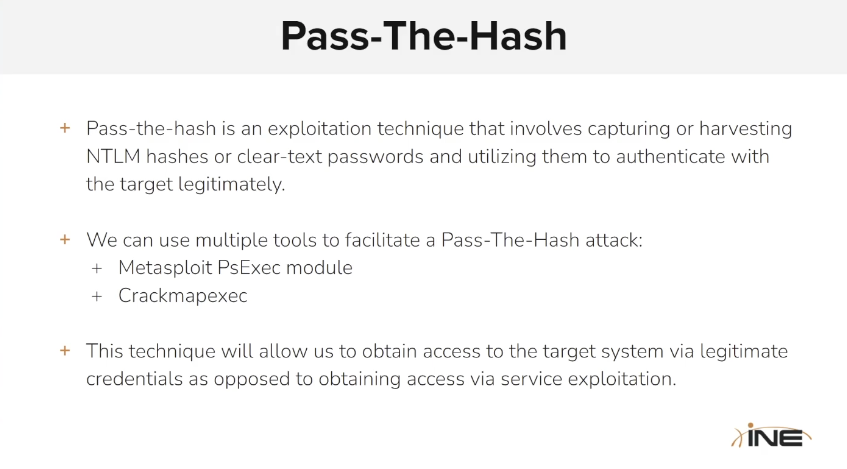 Pass-The-Hash
+ Pass-the-hash is an exploitation technique that involves capturing or harvesting
NTLM hashes or clear-text passwords and utilizing them to authenticate with
the target legitimately.
+ We can use multiple tools to facilitate a Pass-The-Hash attack:
+ Metasploit PsExec module
+ Crackmapexec
+ This technique will allow us to obtain access to the target system via legitimate
credentials as opposed to obtaining access via service exploitation.
iNE